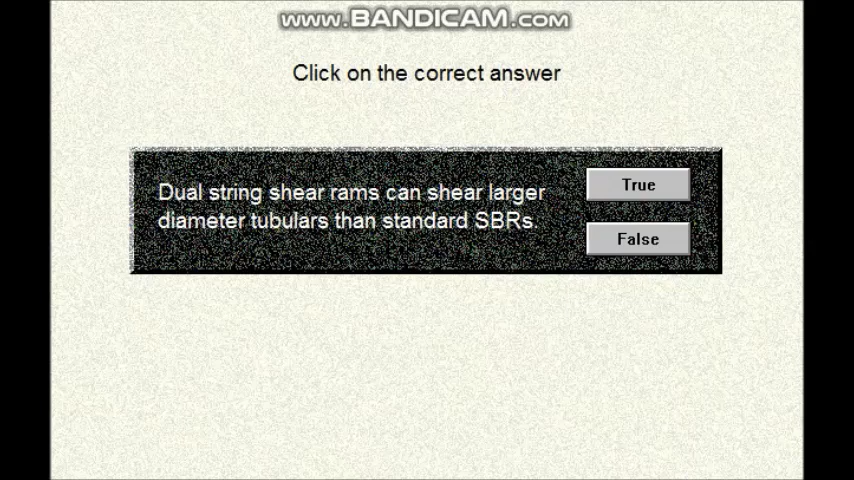 www.BANDICAM.com
Click on the correct answer
Dual string shear rams can shear larger
diameter tubulars than standard SBRs.
True
False